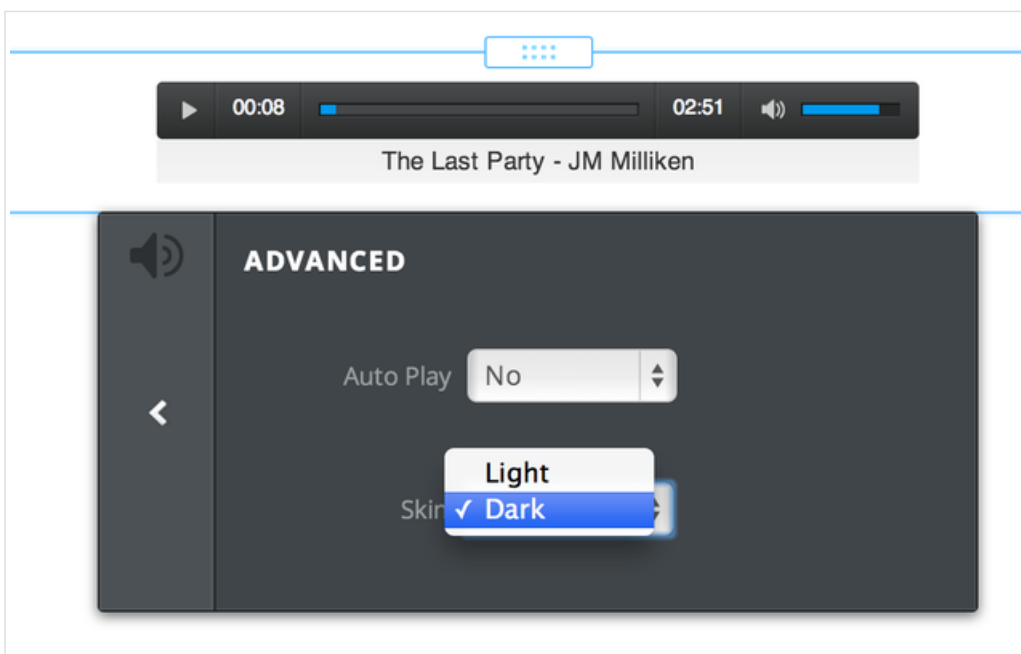 00:08 02:51
The Last Party - JM Milliken
ADVANCED
Auto Play No
Light
Skin ✓ Dark